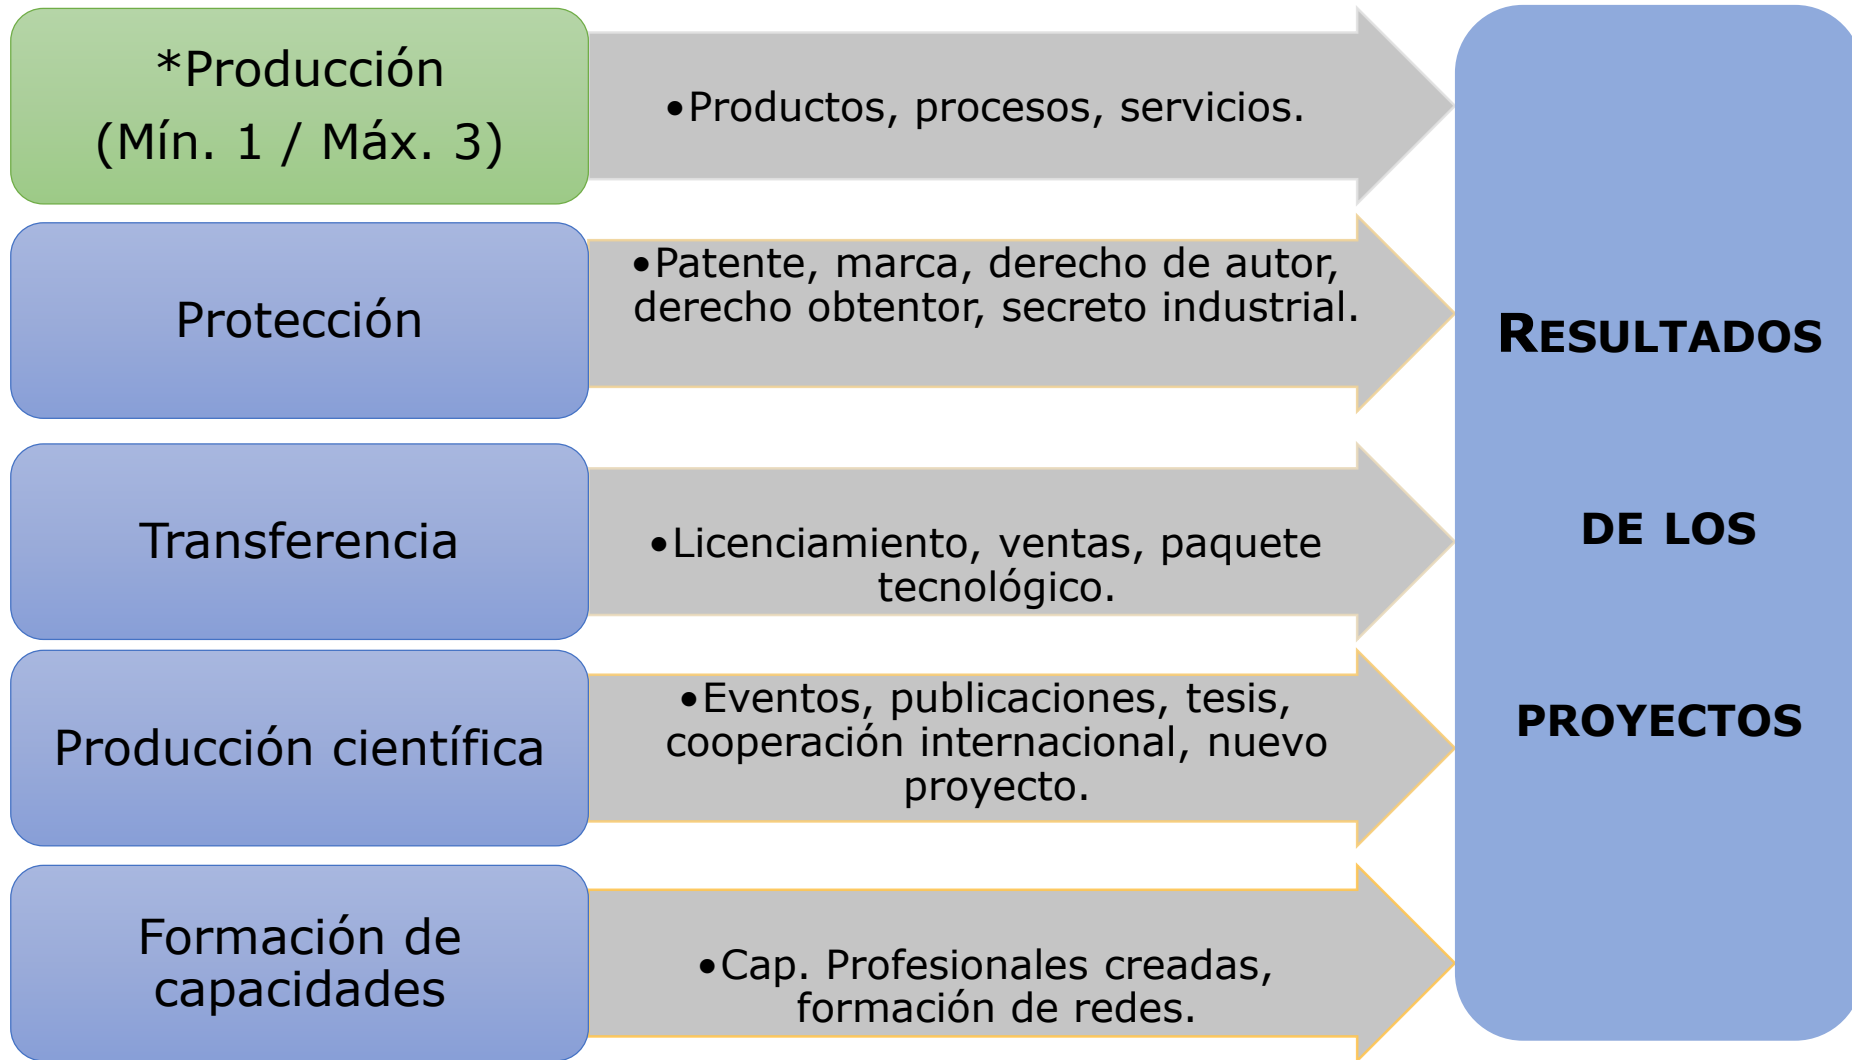 *Producción
(Mín. 1 / Máx. 3)
•Productos, procesos, servicios.
Protección
•Patente, marca, derecho de autor,
derecho obtentor, secreto industrial.
Transferencia
•Licenciamiento, ventas, paquete
tecnológico.
Producción científica
•Eventos, publicaciones, tesis,
cooperación internacional, nuevo
proyecto.
Formación de
capacidades
•Cap. Profesionales creadas,
formación de redes.
RESULTADOS
DE LOS
PROYECTOS